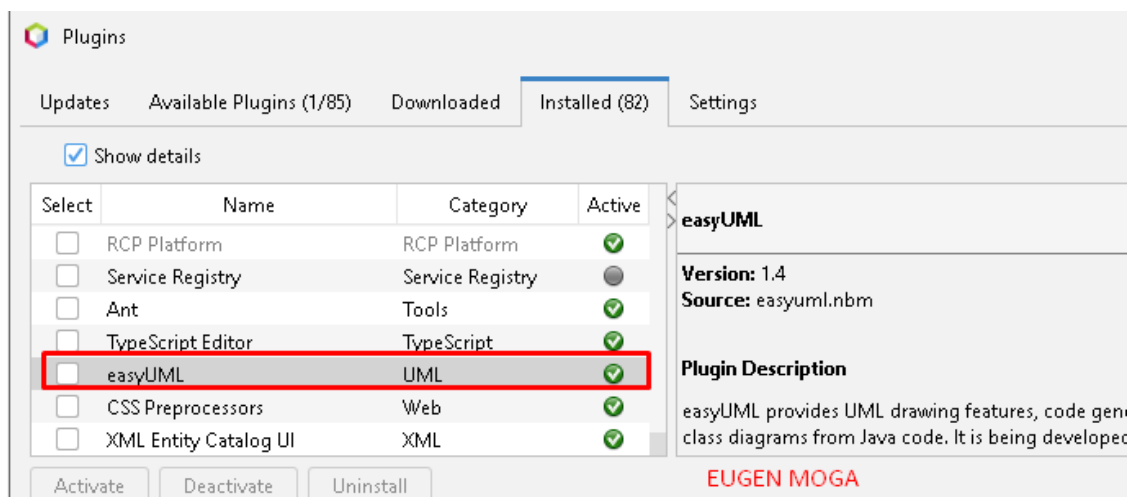 Plugins
Updates Available Plugins (1/85) Downloaded Installed (82) Settings
Show details
Select Name Category Active
RCP Platform RCP Platform
Service Registry Service Registry
Ant Tools
TypeScript Editor TypeScript
easyUML UML
CSS Preprocessors Web
XML Entity Catalog UI XML
Activate Deactivate Uninstall
easyUML
Version: 1.4
Source: easyuml.nbm
Plugin Description
easyUML provides UML drawing features, code gen
class diagrams from Java code. It is being developed
EUGEN MOGA